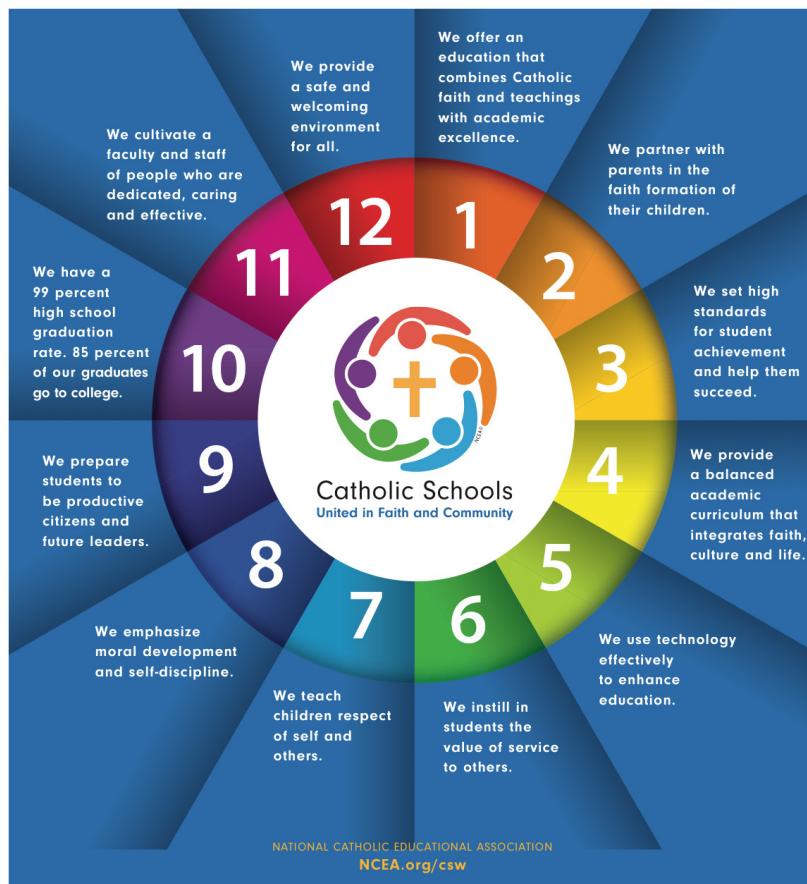 We offer an
education that
combines Catholic
faith and teachings
with academic
excellence.
1
We partner with
parents in the
faith formation of
their children.
2
We set high
standards
for student
achievement
and help them
succeed.
3
We provide
a balanced
academic
curriculum that
integrates faith,
culture and life.
4
We use technology
effectively
to enhance
education.
5
We instill in
students the
value of service
to others.
6
We teach
children respect
of self and
others.
7
We emphasize
moral development
and self-discipline.
8
We prepare
students to
be productive
citizens and
future leaders.
9
We have a
99 percent
high school
graduation
rate. 85 percent
of our graduates
go to college.
10
We cultivate a
faculty and staff
of people who are
dedicated, caring
and effective.
11
We provide
a safe and
welcoming
environment
for all.
12
NCEA©
Catholic Schools
United in Faith and Community
NATIONAL CATHOLIC EDUCATIONAL ASSOCIATION
NCEA.org/csw